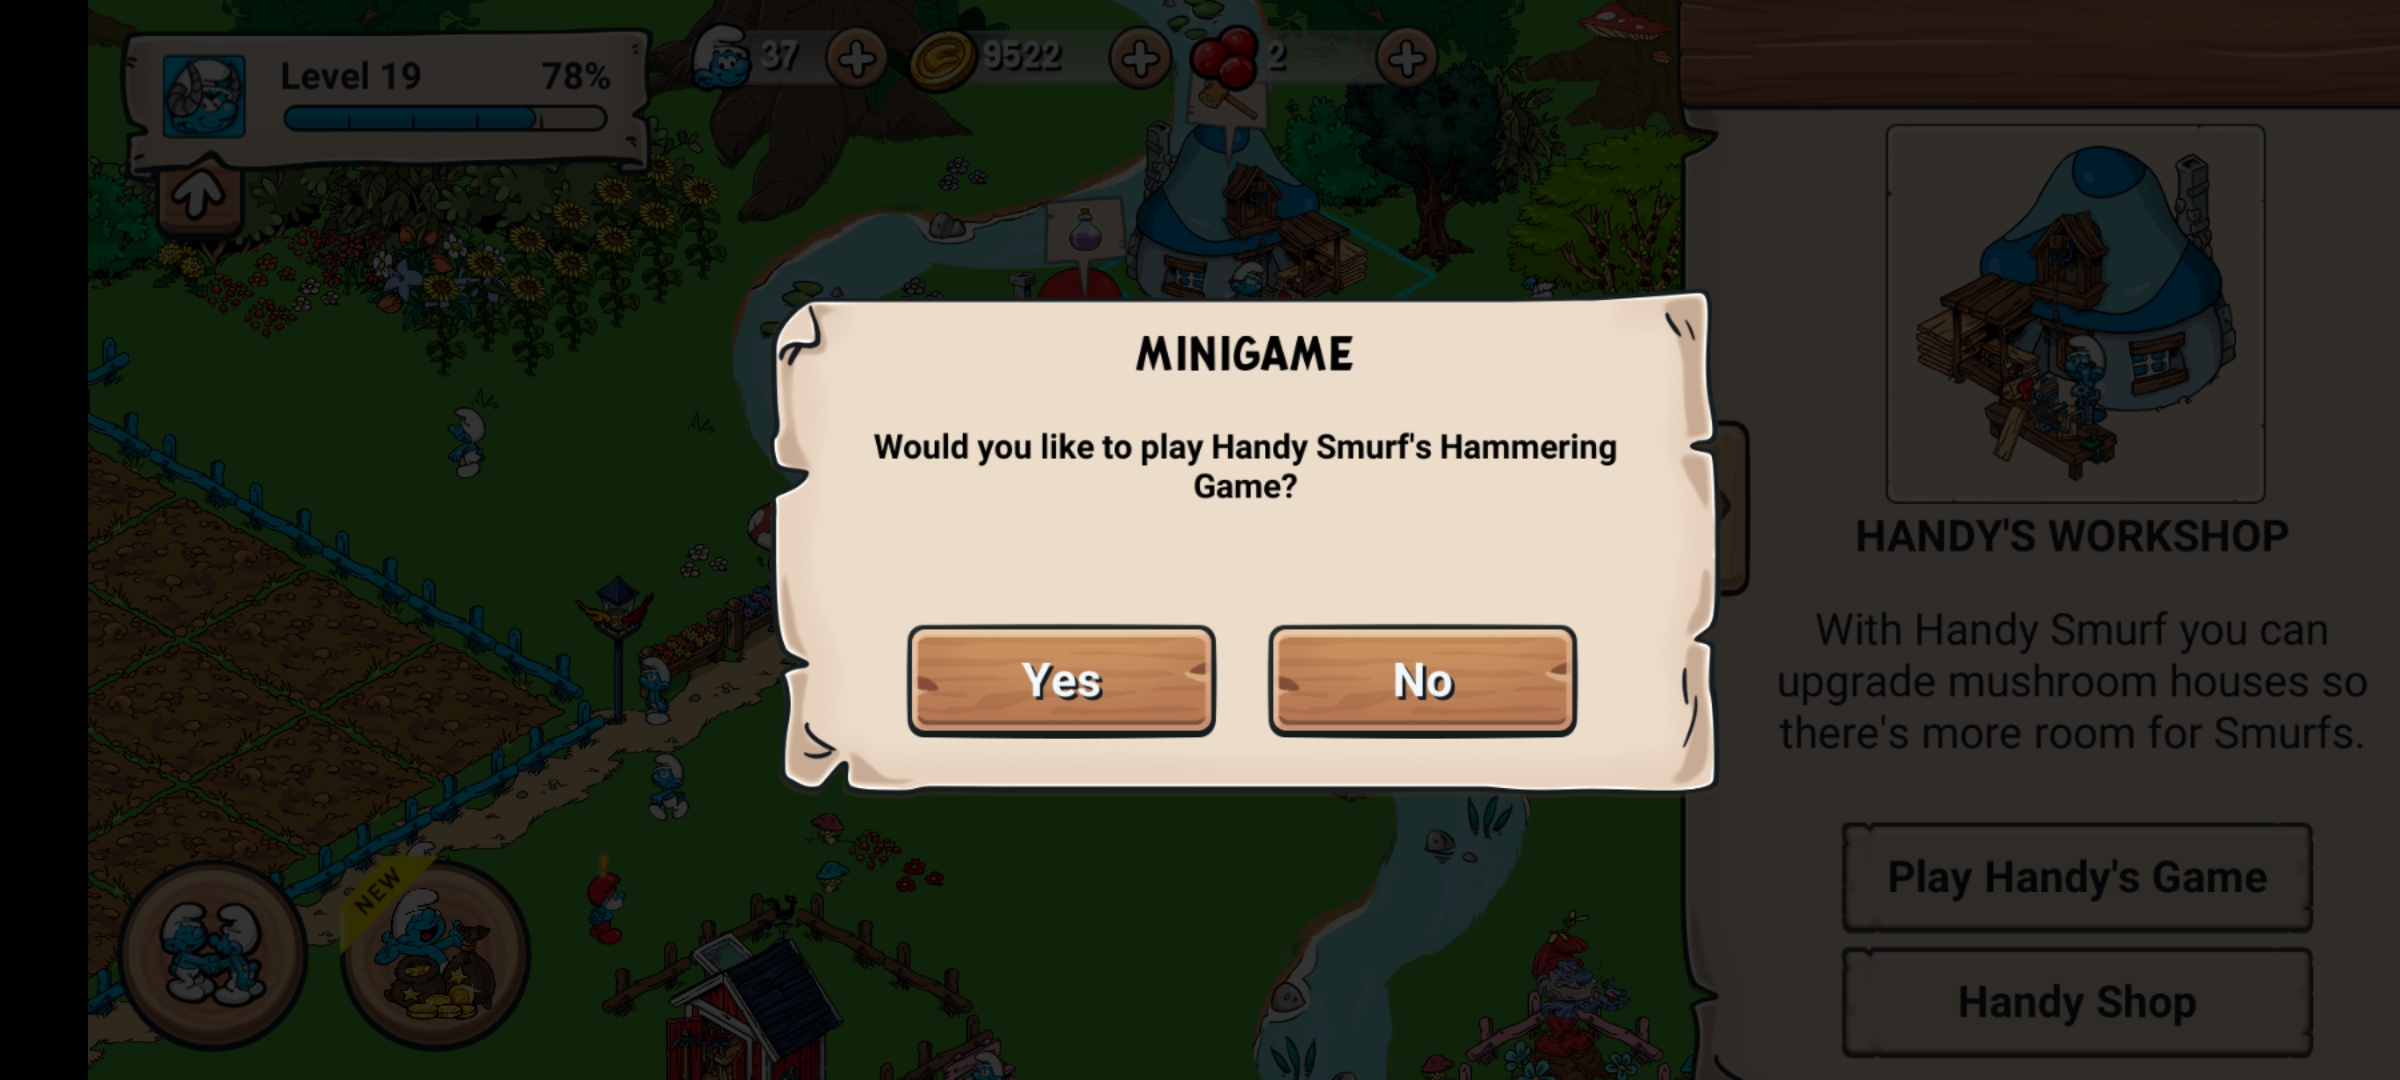 Level 19 78%
37
9522
2
MINIGAME
Would you like to play Handy Smurf's Hammering
Game?
Yes
No
HANDY'S WORKSHOP
With Handy Smurf you can
upgrade mushroom houses so
there's more room for Smurfs.
Play Handy's Game
Handy Shop
NEW